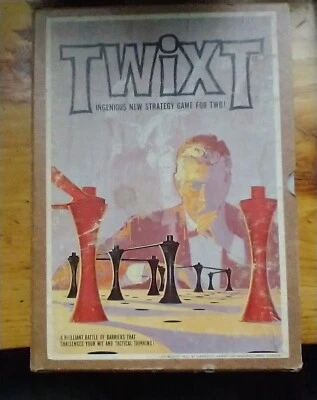 TWiXT
INGENIOUS NEW STRATEGY GAME FOR TWO!
A BRILLIANT BATTLE OF BARRIERS THAT
CHALLENGES YOUR WIT AND TACTICAL THINKING!